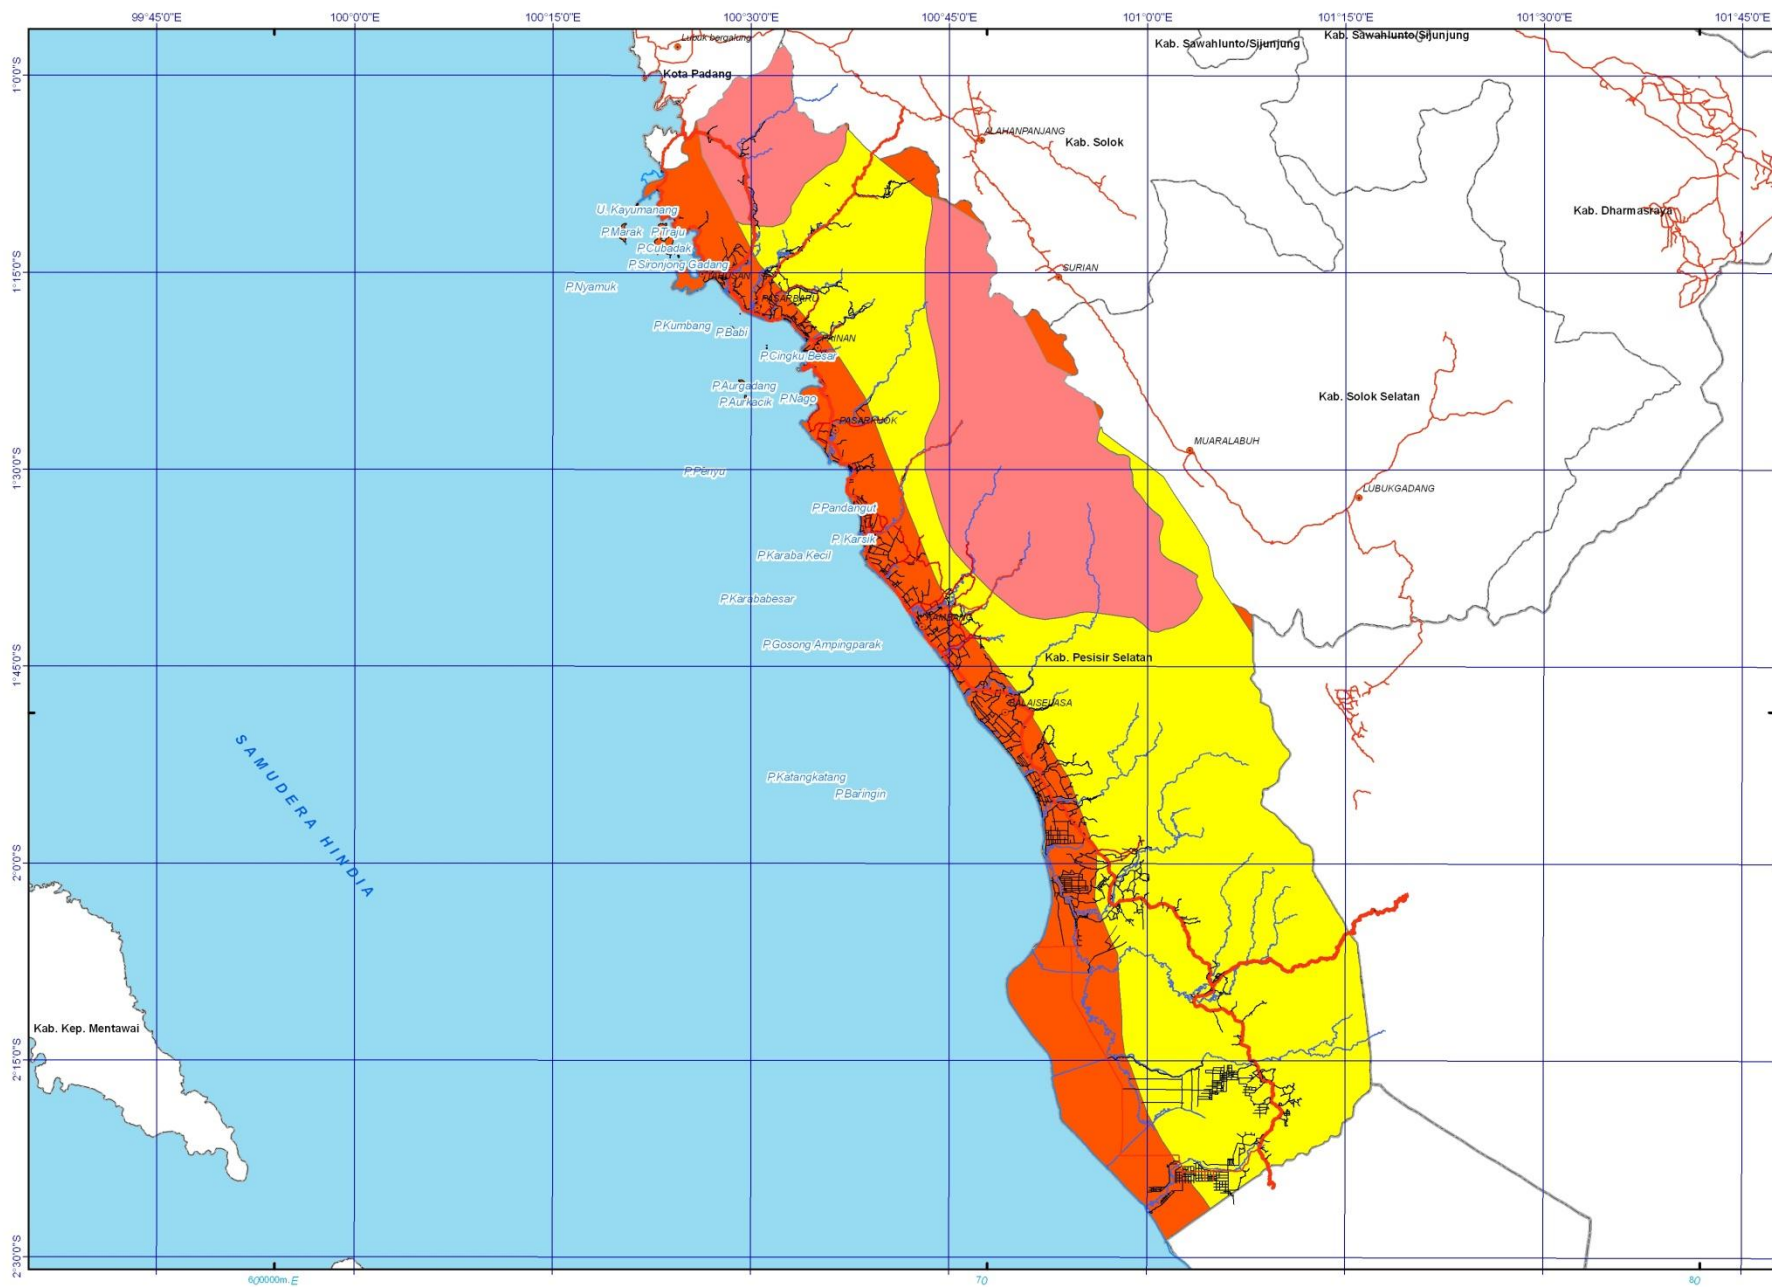 99°45'0"E 100°0'0"E 100°15'0"E 100°30'0"E 100°45'0"E 101°0'0"E 101°15'0"E 101°30'0"E 101°45'0"E
Lubuk bergalung
Kab. Sawahlunto/Sijunjung
Kab. Sawahlunto/Sijunjung
Kota Padang
1°0'0"S
ALAHANPANJANG
Kab. Solok
U. Kayumanang
Kab. Dharmasraya
P.Marak
P.Traju
P.Cubadak
P.Sironjong Gadang
SURIAN
1°15'0"S
P.Nyamuk
PASARBARU
P.Kumbang
P.Babi
PAINAN
P.Cingku Besar
P.Aurgadang
P.Aurkacik
P.Nago
Kab. Solok Selatan
PASARKUOK
MUARALABUH
1°30'0"S
P.Penyu
LUBUKGADANG
P.Pandangut
P. Karsik
P.Karaba Kecil
P.Karababesar
KAMBANG
P.Gosong Ampingparak
Kab. Pesisir Selatan
1°45'0"S
BALAISELASA
SAMUDERA HINDIA
P.Katangkatang
P.Baringin
2°0'0"S
Kab. Kep. Mentawai
2°15'0"S
2°30'0"S
600000m.E 70 80